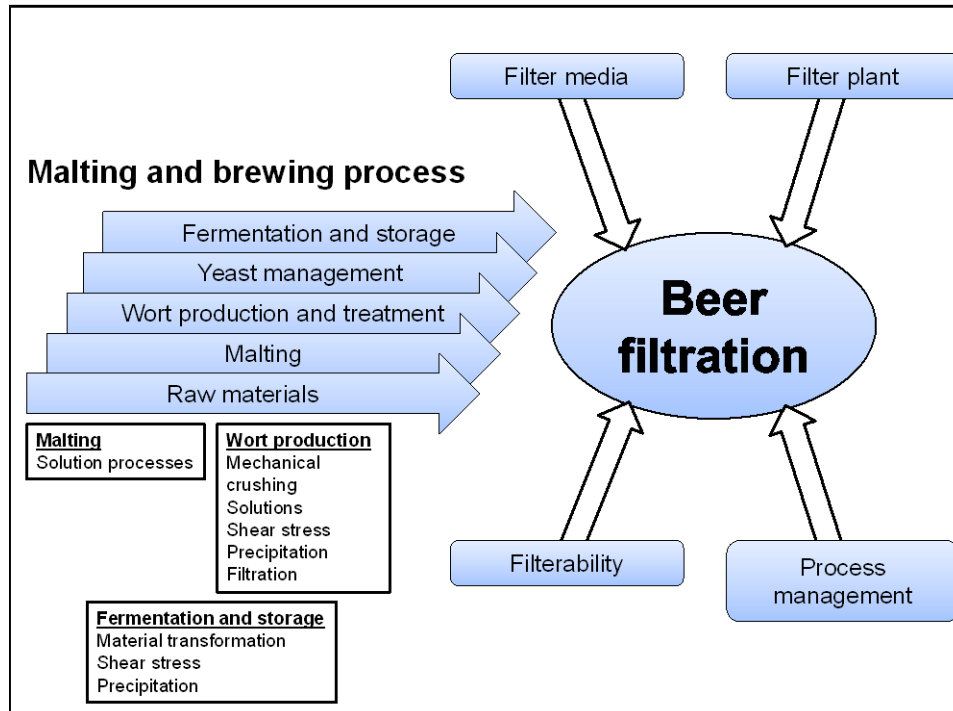 Filter media
Filter plant
Malting and brewing process
Fermentation and storage
Yeast management
Wort production and treatment
Malting
Raw materials
Beer
filtration
Malting
Solution processes
Wort production
Mechanical
crushing
Solutions
Shear stress
Precipitation
Filtration
Fermentation and storage
Material transformation
Shear stress
Precipitation
Filterability
Process
management